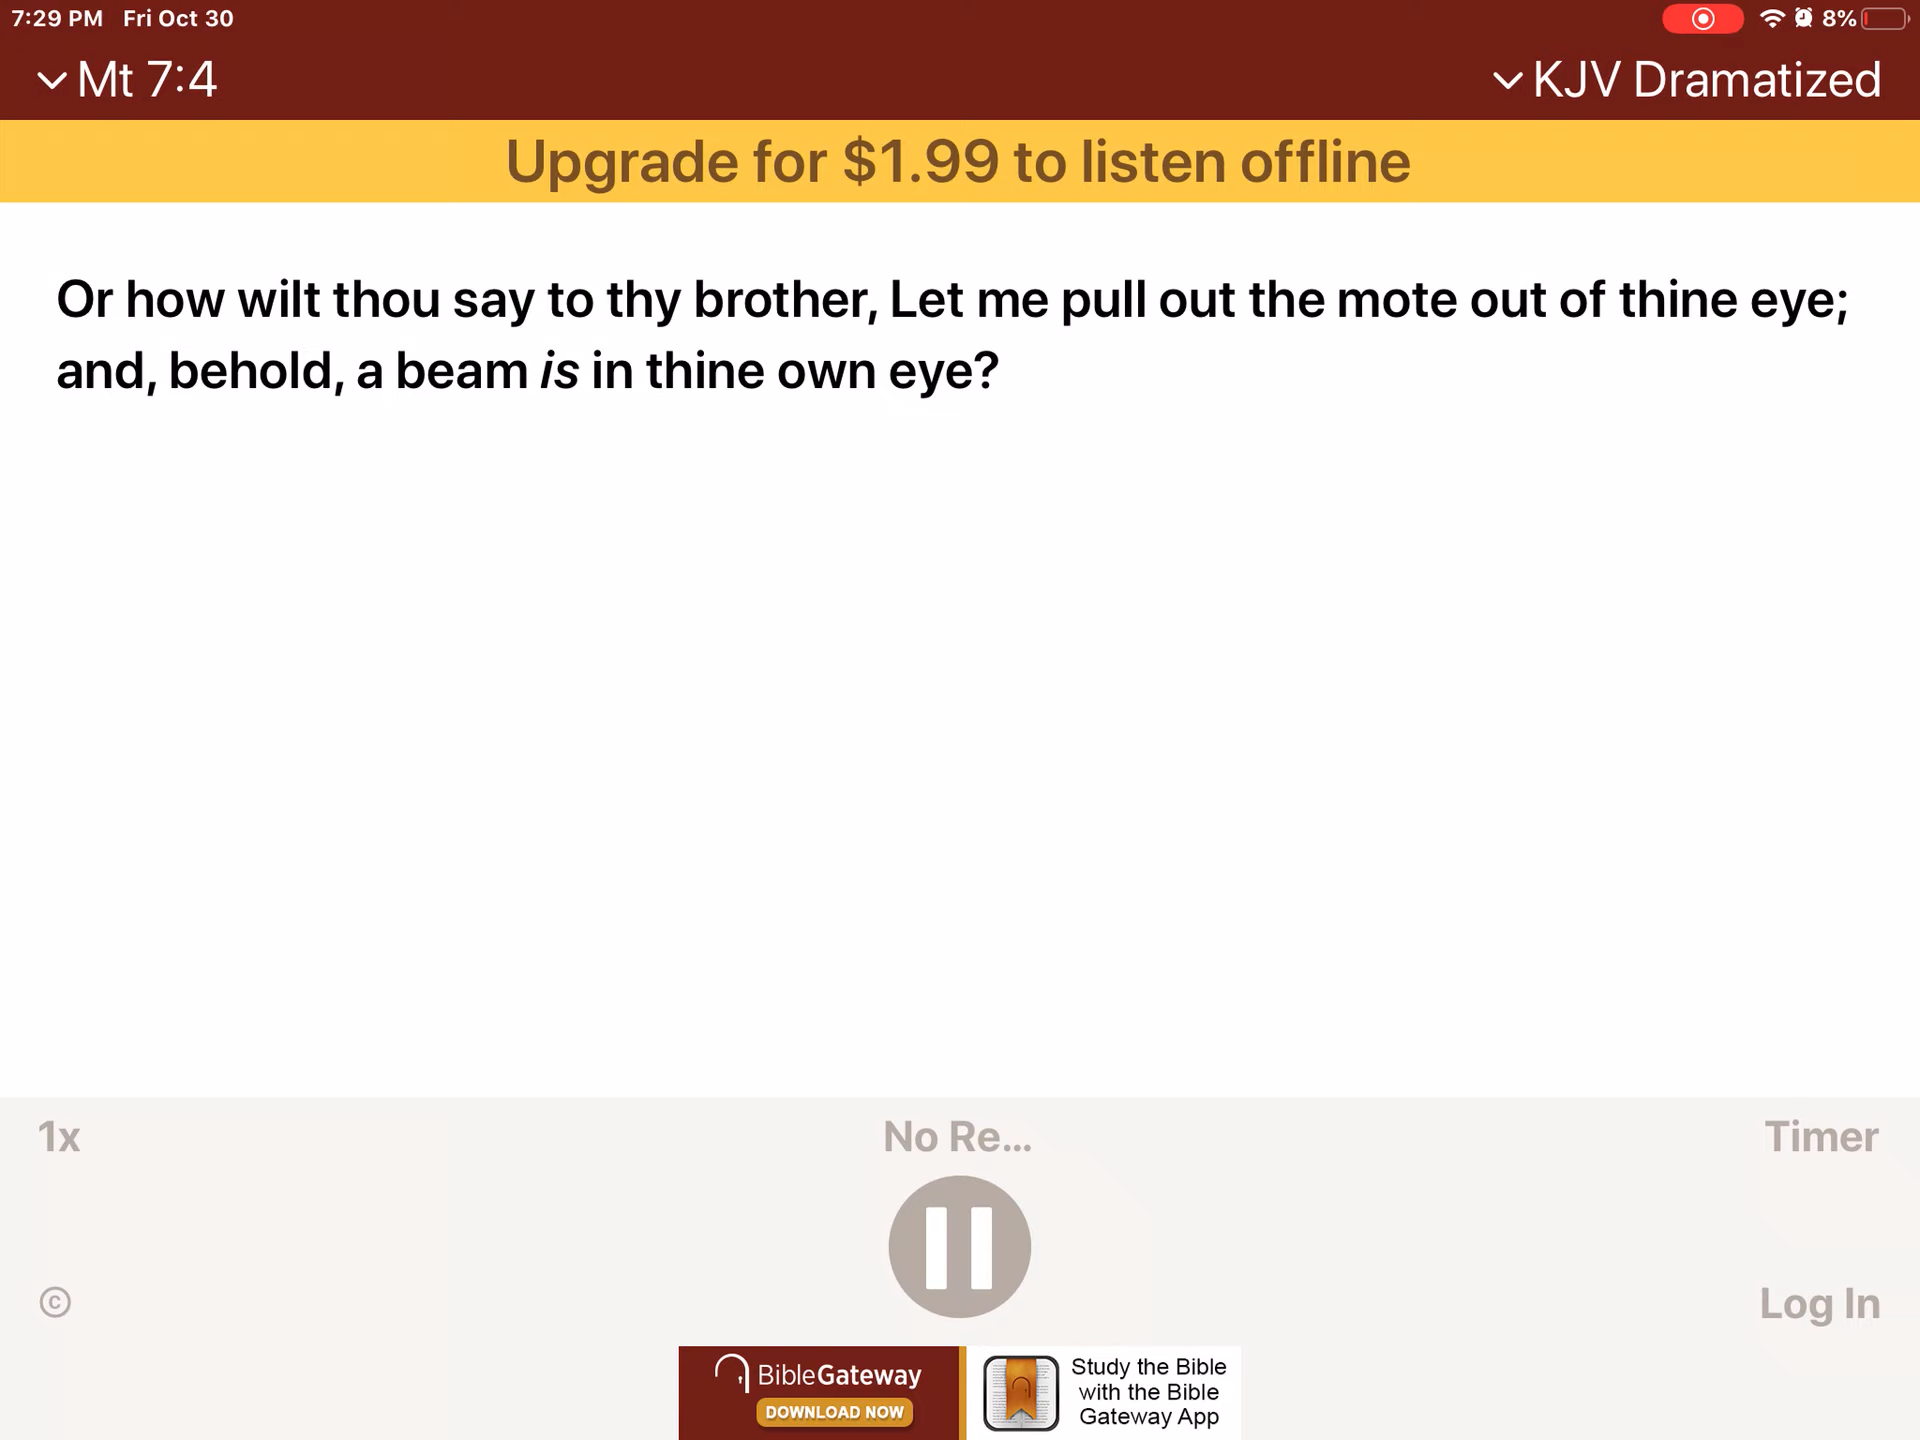 7:29 PM Fri Oct 30 8%
Mt 7:4 KJV Dramatized
Upgrade for $1.99 to listen offline
Or how wilt thou say to thy brother, Let me pull out the mote out of thine eye;
and, behold, a beam is in thine own eye?
1x No Re... Timer
© Log In
BibleGateway
DOWNLOAD NOW
Study the Bible
with the Bible
Gateway App